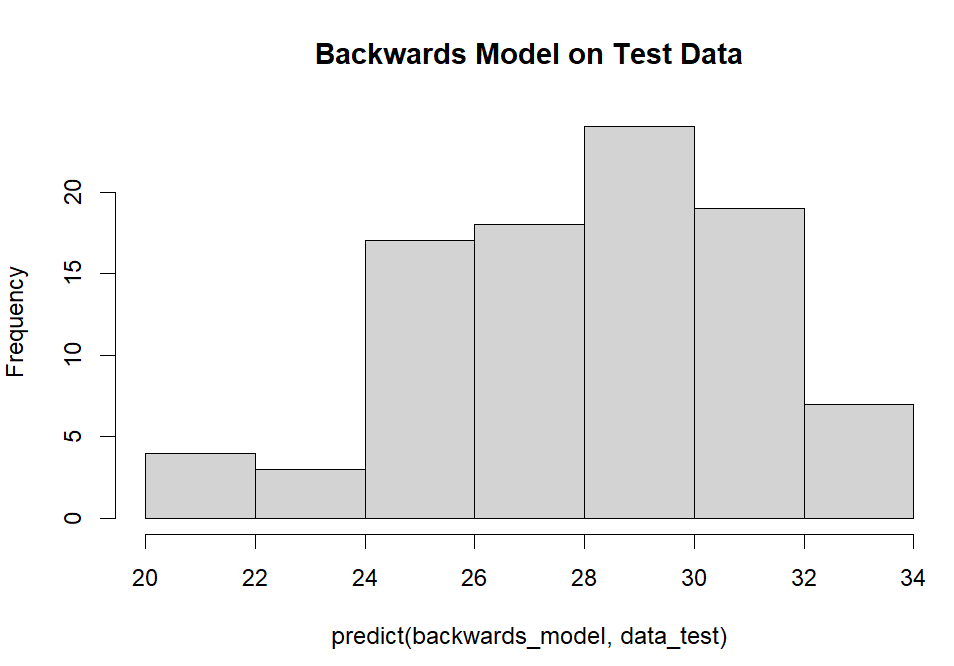 Backwards Model on Test Data
Frequency
20
15
10
5
0
20 22 24 26 28 30 32 34
predict(backwards_model, data_test)